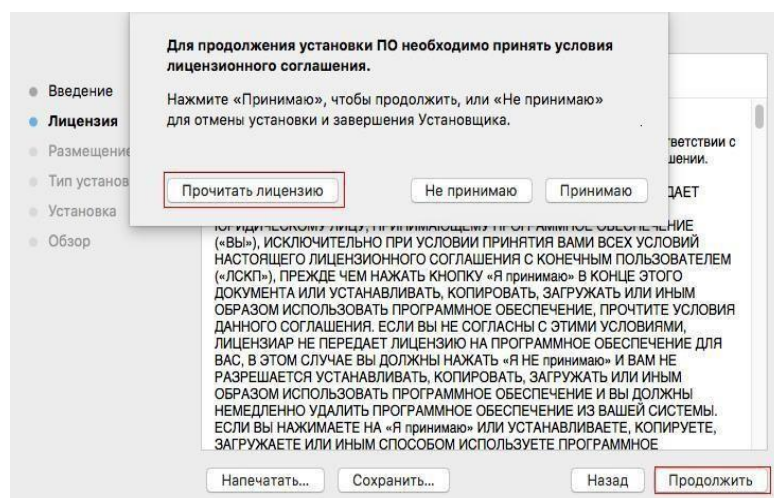 Для продолжения установки ПО необходимо принять условия
лицензионного соглашения.
Нажмите «Принимаю», чтобы продолжить, или «Не принимаю»
для отмены установки и завершения Установщика.
Прочитать лицензию
Не принимаю
Принимаю
Введение
Лицензия
Размещение
Тип установ
Установка
Обзор
ветствии с
шении.
ДАЕТ
ЮРИДИЧЕСКОМУ ЛИЦУ, ПРИНИМАЮЩЕМУ ПРОГРАММНОЕ ОБЕСПЕЧЕНИЕ
(«ВЫ»), ИСКЛЮЧИТЕЛЬНО ПРИ УСЛОВИИ ПРИНЯТИЯ ВАМИ ВСЕХ УСЛОВИЙ
НАСТОЯЩЕГО ЛИЦЕНЗИОННОГО СОГЛАШЕНИЯ С КОНЕЧНЫМ ПОЛЬЗОВАТЕЛЕМ
(«ЛСКП»), ПРЕЖДЕ ЧЕМ НАЖАТЬ КНОПКУ «Я принимаю» В КОНЦЕ ЭТОГО
ДОКУМЕНТА ИЛИ УСТАНАВЛИВАТЬ, КОПИРОВАТЬ, ЗАГРУЖАТЬ ИЛИ ИНЫМ
ОБРАЗОМ ИСПОЛЬЗОВАТЬ ПРОГРАММНОЕ ОБЕСПЕЧЕНИЕ, ПРОЧТИТЕ УСЛОВИЯ
ДАННОГО СОГЛАШЕНИЯ. ЕСЛИ ВЫ НЕ СОГЛАСНЫ С ЭТИМИ УСЛОВИЯМИ,
ЛИЦЕНЗИАР НЕ ПЕРЕДАЕТ ЛИЦЕНЗИЮ НА ПРОГРАММНОЕ ОБЕСПЕЧЕНИЕ ДЛЯ
ВАС, В ЭТОМ СЛУЧАЕ ВЫ ДОЛЖНЫ НАЖАТЬ «Я НЕ принимаю» И ВАМ НЕ
РАЗРЕШАЕТСЯ УСТАНАВЛИВАТЬ, КОПИРОВАТЬ, ЗАГРУЖАТЬ ИЛИ ИНЫМ
ОБРАЗОМ ИСПОЛЬЗОВАТЬ ПРОГРАММНОЕ ОБЕСПЕЧЕНИЕ И ВЫ ДОЛЖНЫ
НЕМЕДЛЕННО УДАЛИТЬ ПРОГРАММНОЕ ОБЕСПЕЧЕНИЕ ИЗ ВАШЕЙ СИСТЕМЫ.
ЕСЛИ ВЫ НАЖИМАЕТЕ НА «Я принимаю» ИЛИ УСТАНАВЛИВАЕТЕ, КОПИРУЕТЕ,
ЗАГРУЖАЕТЕ ИЛИ ИНЫМ СПОСОБОМ ИСПОЛЬЗУЕТЕ ПРОГРАММНОЕ
Напечатать...
Сохранить...
Назад
Продолжить